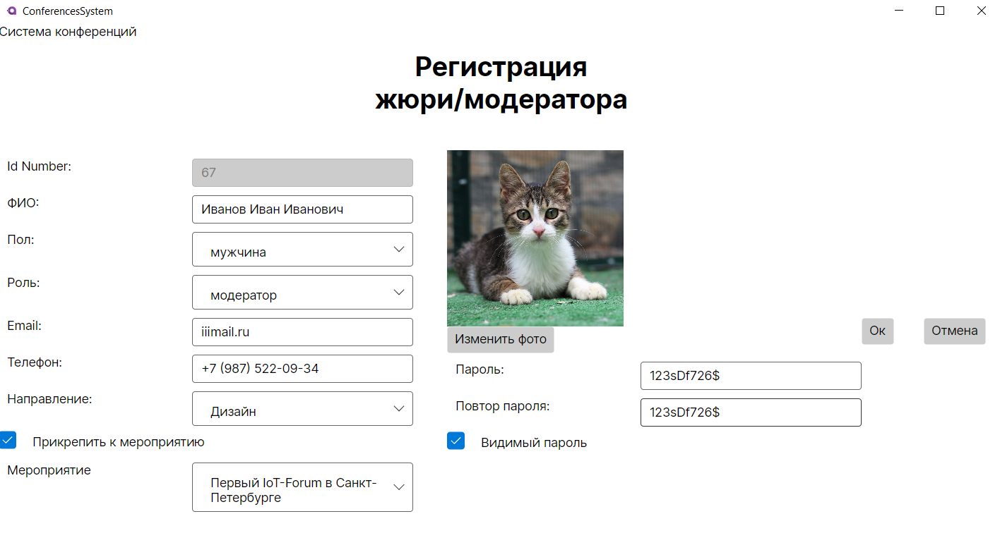 ConferencesSystem
Система конференций
Регистрация
жюри/модератора
Id Number:
67
ФИО:
Иванов Иван Иванович
Пол:
мужчина
Роль:
модератор
Email:
iiimail.ru
Телефон:
+7 (987) 522-09-34
Направление:
Дизайн
Прикрепить к мероприятию
Мероприятие
Первый IoT-Forum в Санкт-
Петербурге
Изменить фото
Ок
Отмена
Пароль:
123sDf726$
Повтор пароля:
123sDf726$
Видимый пароль